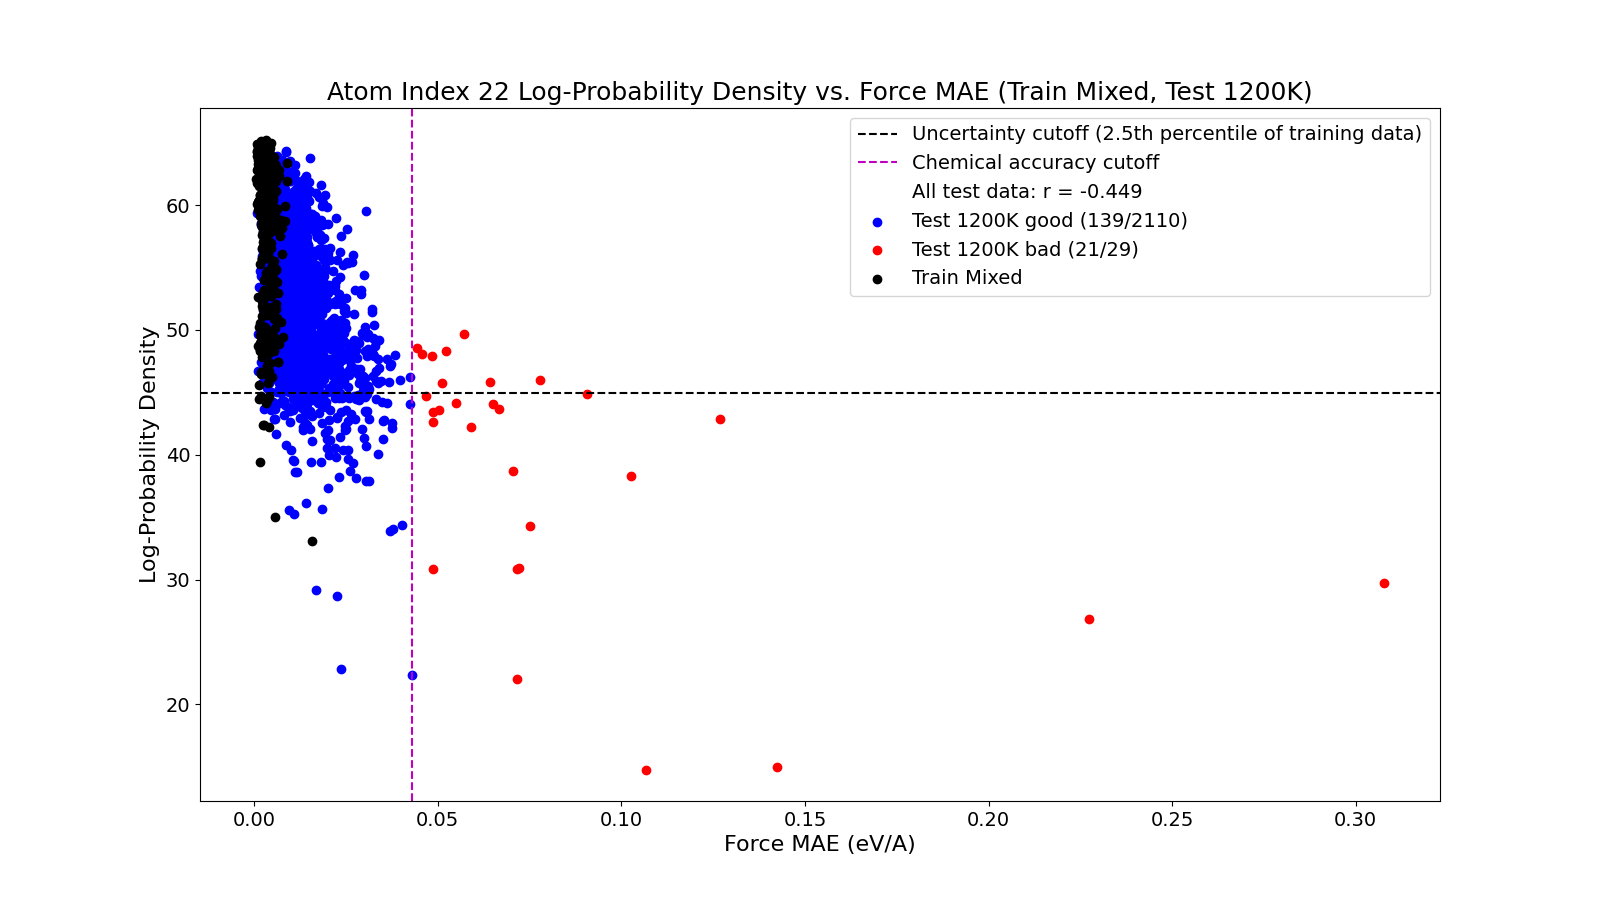 Atom Index 22 Log-Probability Density vs. Force MAE (Train Mixed, Test 1200K)
Uncertainty cutoff (2.5th percentile of training data)
Chemical accuracy cutoff
All test data: r = -0.449
Test 1200K good (139/2110)
Test 1200K bad (21/29)
Train Mixed
Log-Probability Density
60
50
40
30
20
0.00 0.05 0.10 0.15 0.20 0.25 0.30
Force MAE (eV/A)